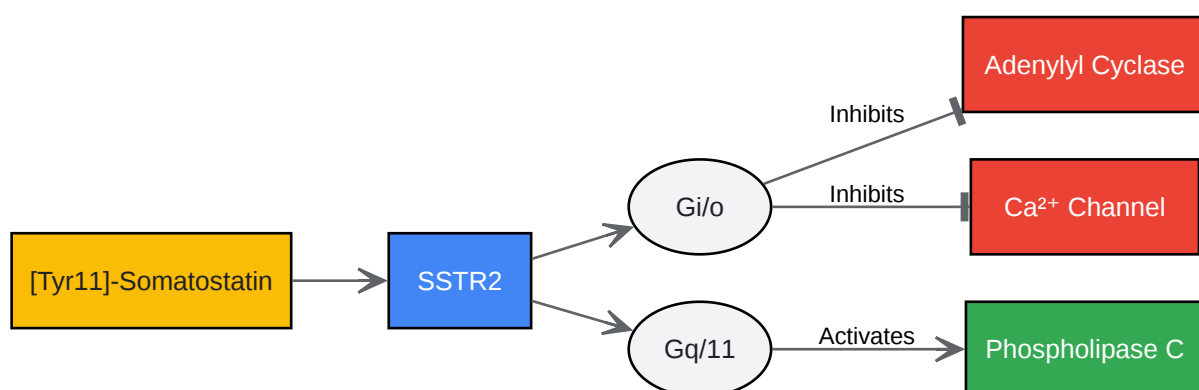 Adenylyl Cyclase
Inhibits
Inhibits
Gi/o
Ca²⁺ Channel
[Tyr11]-Somatostatin
SSTR2
Activates
Gq/11
Phospholipase C